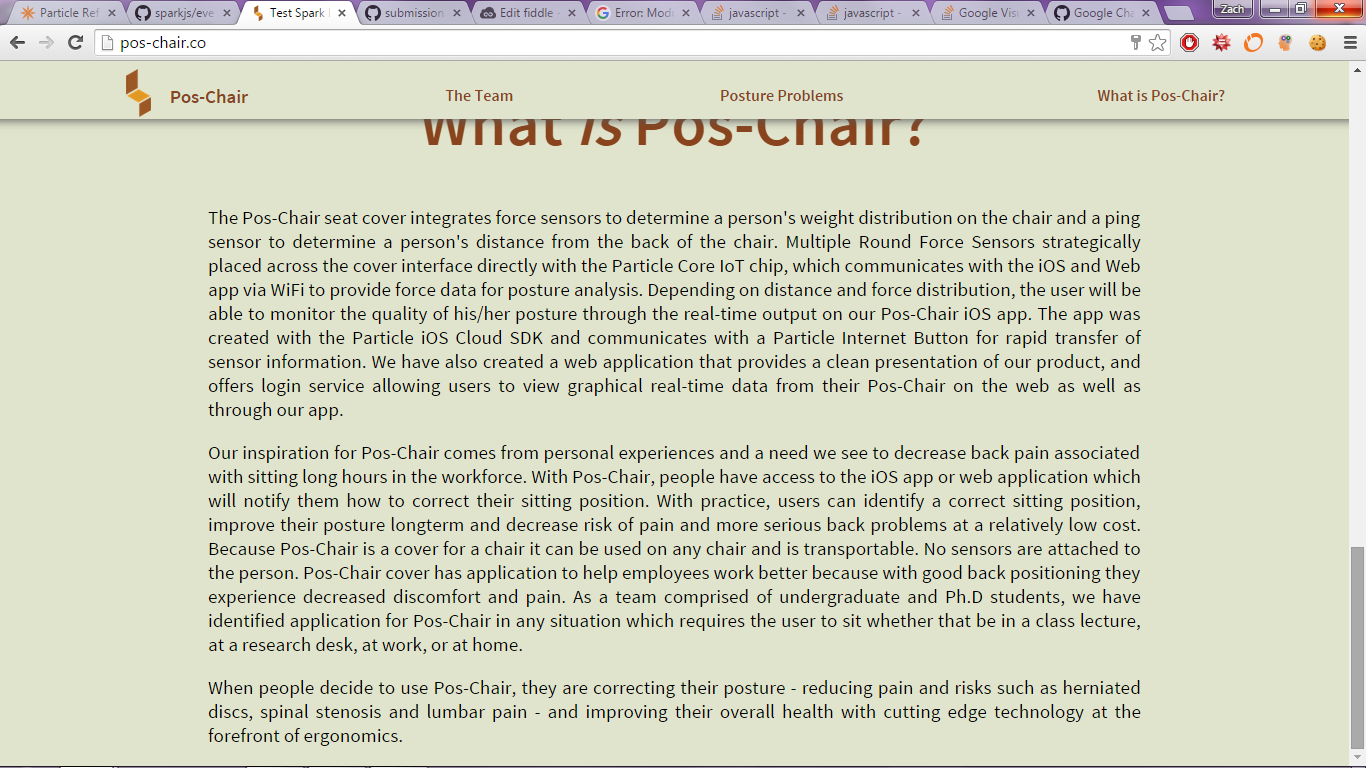 Particle Ref
sparkjs/eve
Test Spark
submission
Edit fiddle -
Error: Modu
javascript -
javascript -
Google Visu
Google Cha
Zach
pos-chair.co
Pos-Chair
The Team
Posture Problems
What is Pos-Chair?
What is Pos-Chair?
The Pos-Chair seat cover integrates force sensors to determine a person's weight distribution on the chair and a ping
sensor to determine a person's distance from the back of the chair. Multiple Round Force Sensors strategically
placed across the cover interface directly with the Particle Core IoT chip, which communicates with the iOS and Web
app via WiFi to provide force data for posture analysis. Depending on distance and force distribution, the user will be
able to monitor the quality of his/her posture through the real-time output on our Pos-Chair iOS app. The app was
created with the Particle iOS Cloud SDK and communicates with a Particle Internet Button for rapid transfer of
sensor information. We have also created a web application that provides a clean presentation of our product, and
offers login service allowing users to view graphical real-time data from their Pos-Chair on the web as well as
through our app.
Our inspiration for Pos-Chair comes from personal experiences and a need we see to decrease back pain associated
with sitting long hours in the workforce. With Pos-Chair, people have access to the iOS app or web application which
will notify them how to correct their sitting position. With practice, users can identify a correct sitting position,
improve their posture longterm and decrease risk of pain and more serious back problems at a relatively low cost.
Because Pos-Chair is a cover for a chair it can be used on any chair and is transportable. No sensors are attached to
the person. Pos-Chair cover has application to help employees work better because with good back positioning they
experience decreased discomfort and pain. As a team comprised of undergraduate and Ph.D students, we have
identified application for Pos-Chair in any situation which requires the user to sit whether that be in a class lecture,
at a research desk, at work, or at home.
When people decide to use Pos-Chair, they are correcting their posture - reducing pain and risks such as herniated
discs, spinal stenosis and lumbar pain - and improving their overall health with cutting edge technology at the
forefront of ergonomics.